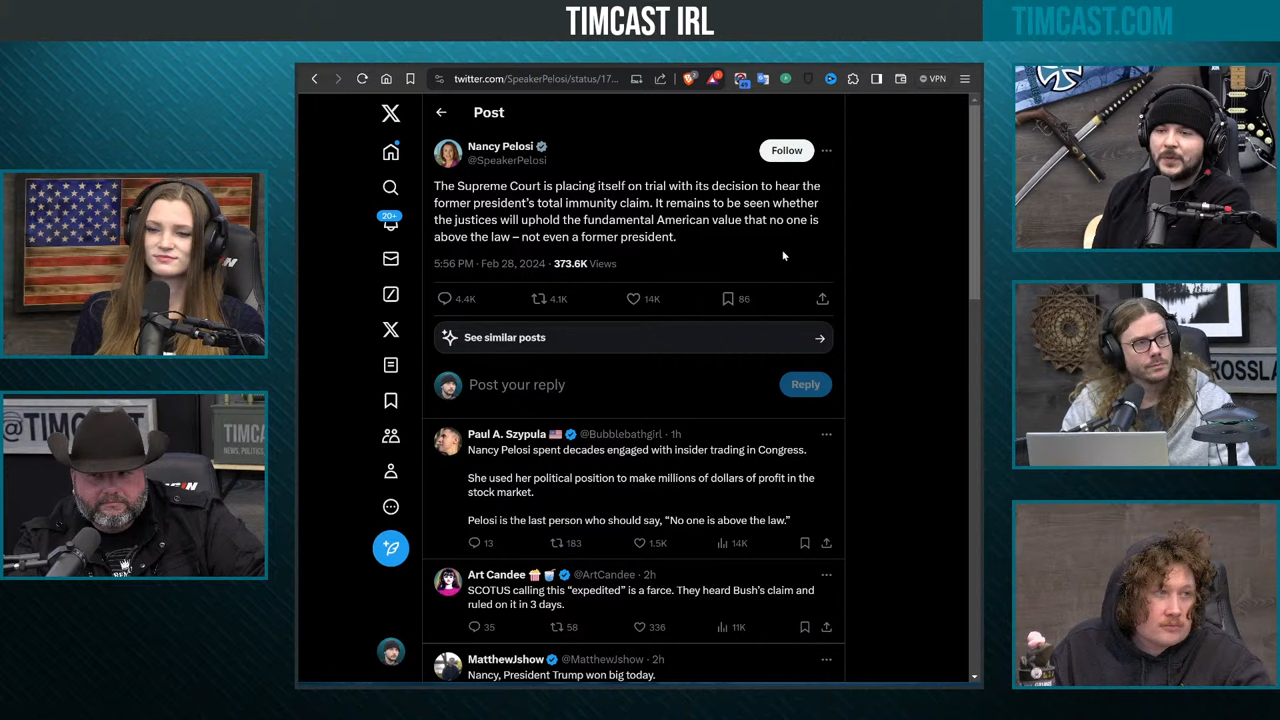 TIMCAST IRL
TIMCAST.COM
twitter.com/SpeakerPelosi/status/17...
VPN
Post
Nancy Pelosi
@SpeakerPelosi
Follow
The Supreme Court is placing itself on trial with its decision to hear the
former president’s total immunity claim. It remains to be seen whether
the justices will uphold the fundamental American value that no one is
above the law – not even a former president.
5:56 PM · Feb 28, 2024 · 373.6K Views
4.4K 4.1K 14K 86
20+
See similar posts
Post your reply
Reply
Paul A. Szypula 🇺🇸 @Bubblebathgirl · 1h
Nancy Pelosi spent decades engaged with insider trading in Congress.
She used her political position to make millions of dollars of profit in the
stock market.
Pelosi is the last person who should say, “No one is above the law.”
13 183 1.5K 14K
Art Candee 🍿🥤 @ArtCandee · 2h
SCOTUS calling this “expedited” is a farce. They heard Bush’s claim and
ruled on it in 3 days.
35 58 336 11K
MatthewJshow @MatthewJshow · 2h
Nancy, President Trump won big today.
@TIMCAST
TIMCA
NEWS, POLITICS,
ROSSLA